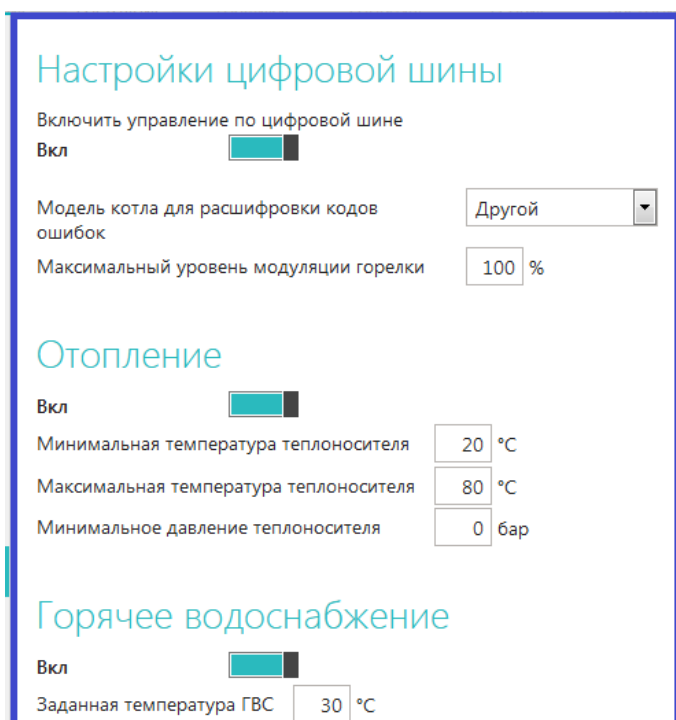 Настройки цифровой шины
Включить управление по цифровой шине
Вкл
Модель котла для расшифровки кодов
ошибок
Другой
Максимальный уровень модуляции горелки 100 %
Отопление
Вкл
Минимальная температура теплоносителя 20 °C
Максимальная температура теплоносителя 80 °C
Минимальное давление теплоносителя 0 бар
Горячее водоснабжение
Вкл
Заданная температура ГВС 30 °C